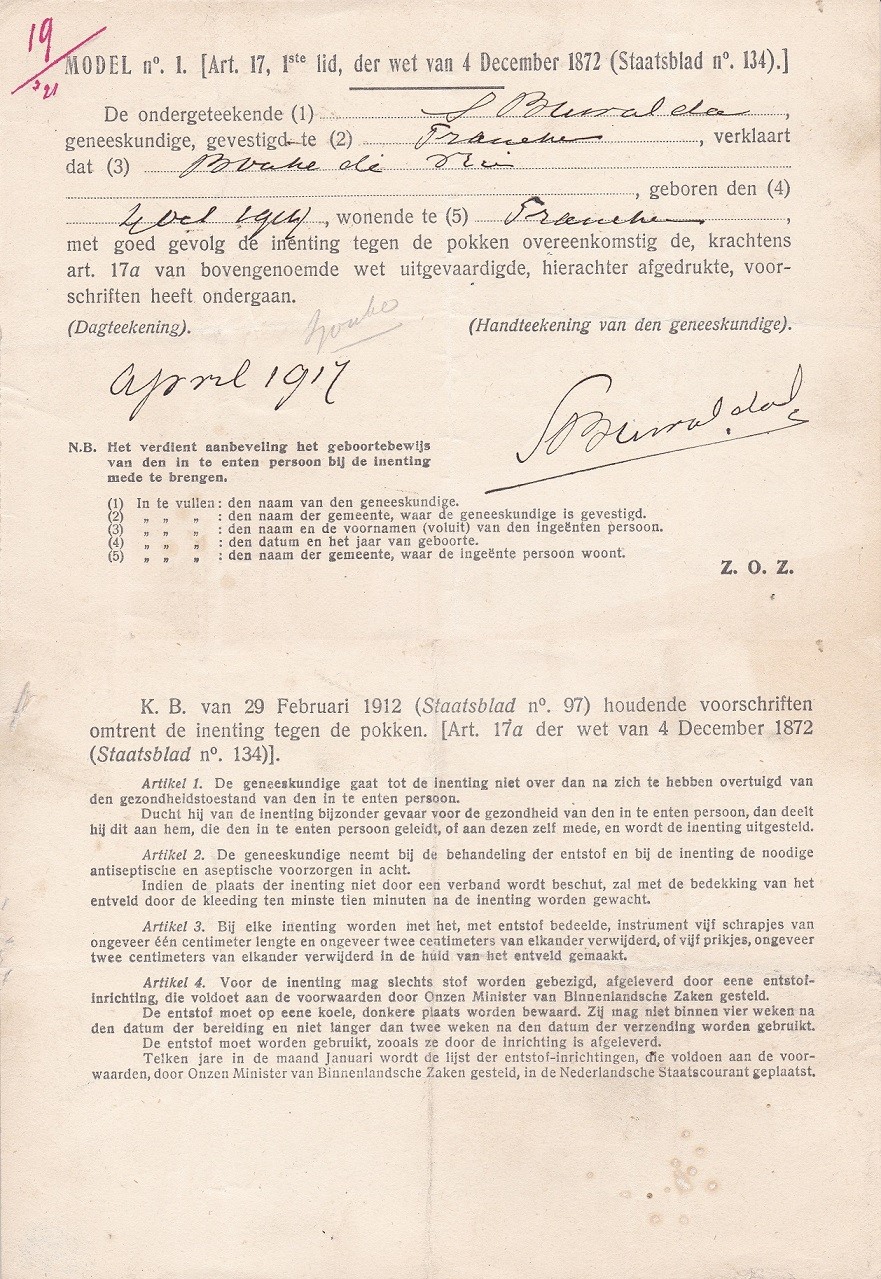 19
3 21
MODEL nº. 1. [Art. 17, 1ste lid, der wet van 4 December 1872 (Staatsblad nº. 134).]
De ondergeteekende (1) S Buwalda,
geneeskundige, gevestigd te (2) Franeker, verklaart
dat (3) de
, geboren den (4)
4 Oct 1914, wonende te (5) Franeker,
met goed gevolg de inënting tegen de pokken overeenkomstig de, krachtens
art. 17a van bovengenoemde wet uitgevaardigde, hierachter afgedrukte, voor-
schriften heeft ondergaan.
(Dagteekening). (Handteekening van den geneeskundige).
April 1917
SBuwalda
N.B. Het verdient aanbeveling het geboortebewijs
van den in te enten persoon bij de inenting
mede te brengen.
(1) In te vullen: den naam van den geneeskundige.
(2) „ „ „ : den naam der gemeente, waar de geneeskundige is gevestigd.
(3) „ „ „ : den naam en de voornamen (voluit) van den ingeënten persoon.
(4) „ „ „ : den datum en het jaar van geboorte.
(5) „ „ „ : den naam der gemeente, waar de ingeënte persoon woont.
Z. O. Z.
K. B. van 29 Februari 1912 (Staatsblad nº. 97) houdende voorschriften
omtrent de inenting tegen de pokken. [Art. 17a der wet van 4 December 1872
(Staatsblad nº. 134)].
Artikel 1. De geneeskundige gaat tot de inenting niet over dan na zich te hebben overtuigd van
den gezondheidstoestand van den in te enten persoon.
Ducht hij van de inenting bijzonder gevaar voor de gezondheid van den in te enten persoon, dan deelt
hij dit aan hem, die den in te enten persoon geleidt, of aan dezen zelf mede, en wordt de inenting uitgesteld.
Artikel 2. De geneeskundige neemt bij de behandeling der entstof en bij de inenting de noodige
antiseptische en aseptische voorzorgen in acht.
Indien de plaats der inenting niet door een verband wordt beschut, zal met de bedekking van het
entveld door de kleeding ten minste tien minuten na de inenting worden gewacht.
Artikel 3. Bij elke inenting worden met het, met entstof bedeelde, instrument vijf schrapjes van
ongeveer één centimeter lengte en ongeveer twee centimeters van elkander verwijderd, of vijf prikjes, ongeveer
twee centimeters van elkander verwijderd in de huid van het entveld gemaakt.
Artikel 4. Voor de inenting mag slechts stof worden gebezigd, afgeleverd door eene entstof-
inrichting, die voldoet aan de voorwaarden door Onzen Minister van Binnenlandsche Zaken gesteld.
De entstof moet op eene koele, donkere plaats worden bewaard. Zij mag niet binnen vier weken na
den datum der bereiding en niet langer dan twee weken na den datum der verzending worden gebruikt.
De entstof moet worden gebruikt, zooals ze door de inrichting is afgeleverd.
Telken jare in de maand Januari wordt de lijst der entstof-inrichtingen, die voldoen aan de voor-
waarden, door Onzen Minister van Binnenlandsche Zaken gesteld, in de Nederlandsche Staatscourant geplaatst.